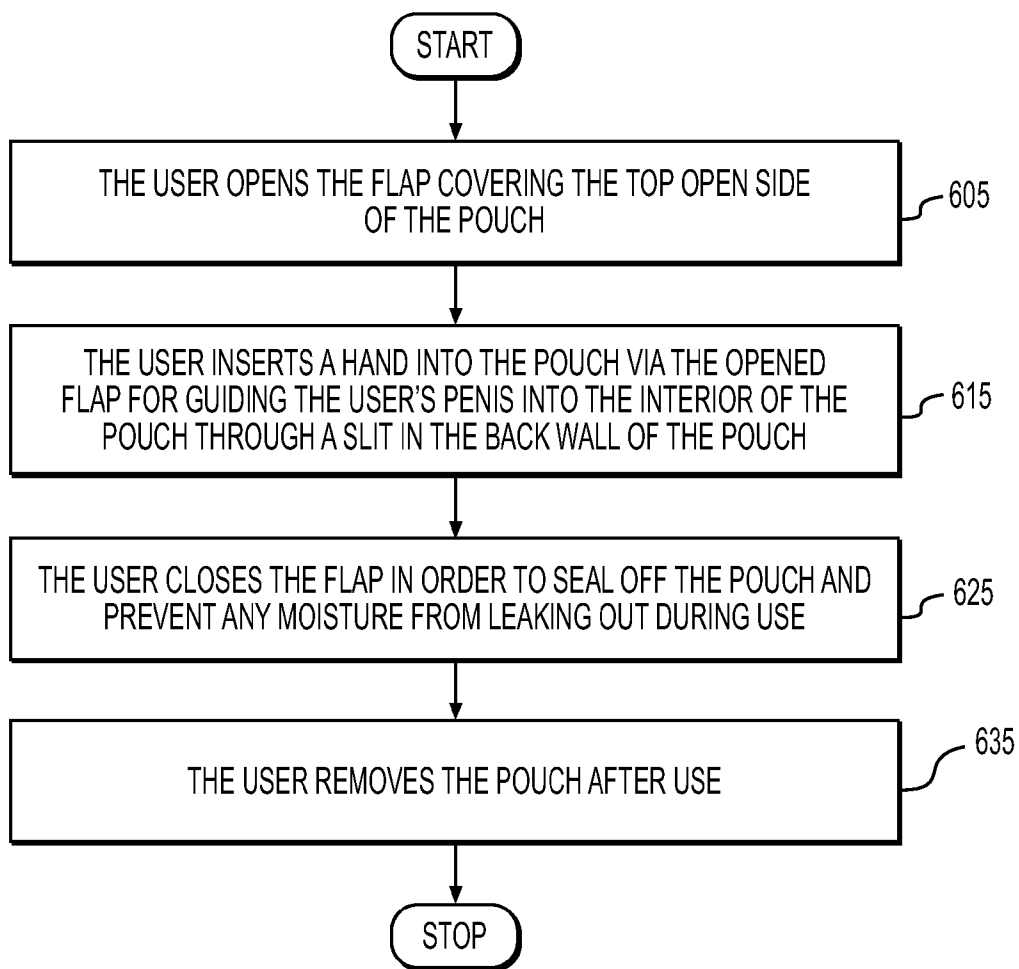 START
THE USER OPENS THE FLAP COVERING THE TOP OPEN SIDE
OF THE POUCH
605
THE USER INSERTS A HAND INTO THE POUCH VIA THE OPENED
FLAP FOR GUIDING THE USER'S PENIS INTO THE INTERIOR OF THE
POUCH THROUGH A SLIT IN THE BACK WALL OF THE POUCH
615
THE USER CLOSES THE FLAP IN ORDER TO SEAL OFF THE POUCH AND
PREVENT ANY MOISTURE FROM LEAKING OUT DURING USE
625
THE USER REMOVES THE POUCH AFTER USE
635
STOP